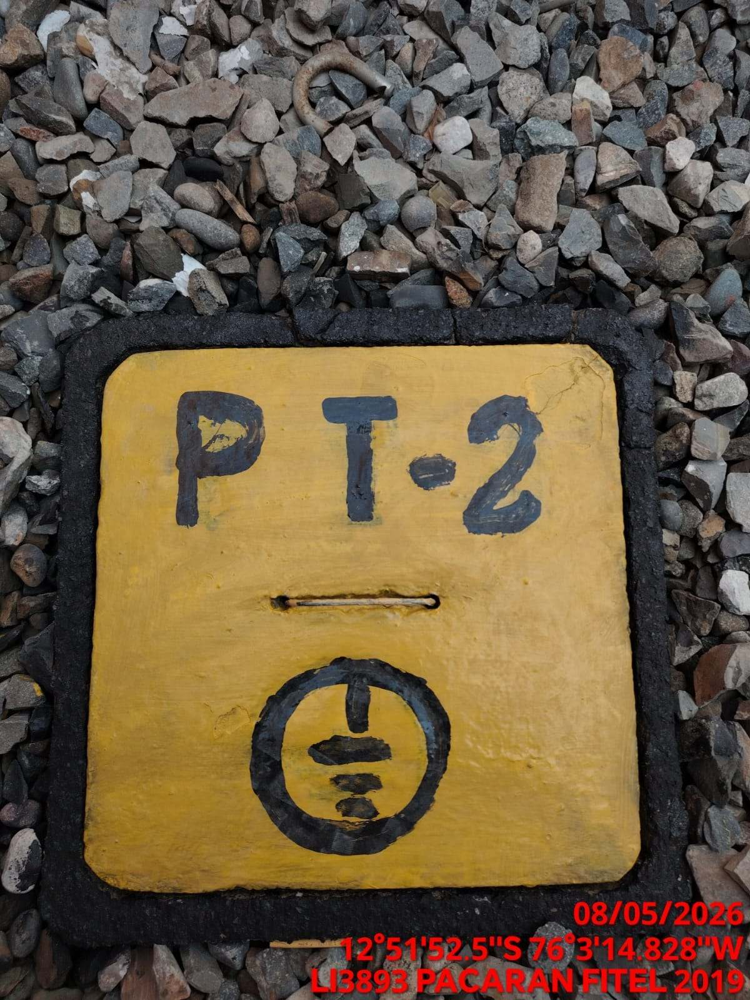 PT-2
08/05/2026
12°51'52.5"S 76°3'14.828"W
LI3893 PACARAN FITEL 2019